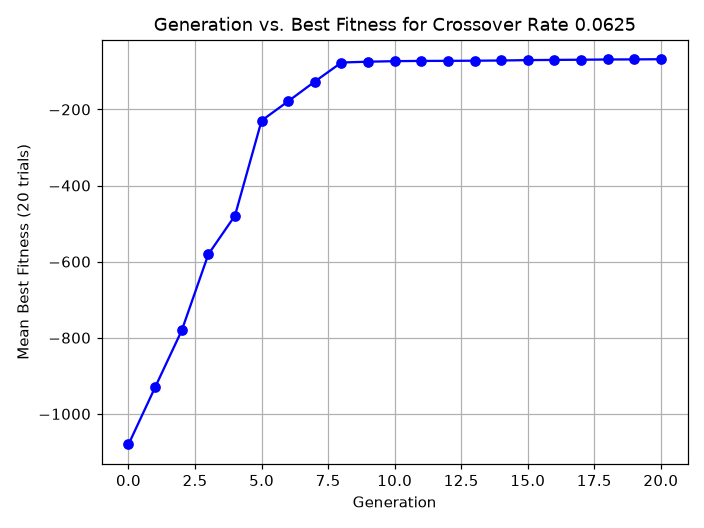 Generation vs. Best Fitness for Crossover Rate 0.0625
Mean Best Fitness (20 trials)
−200
−400
−600
−800
−1000
0.0 2.5 5.0 7.5 10.0 12.5 15.0 17.5 20.0
Generation